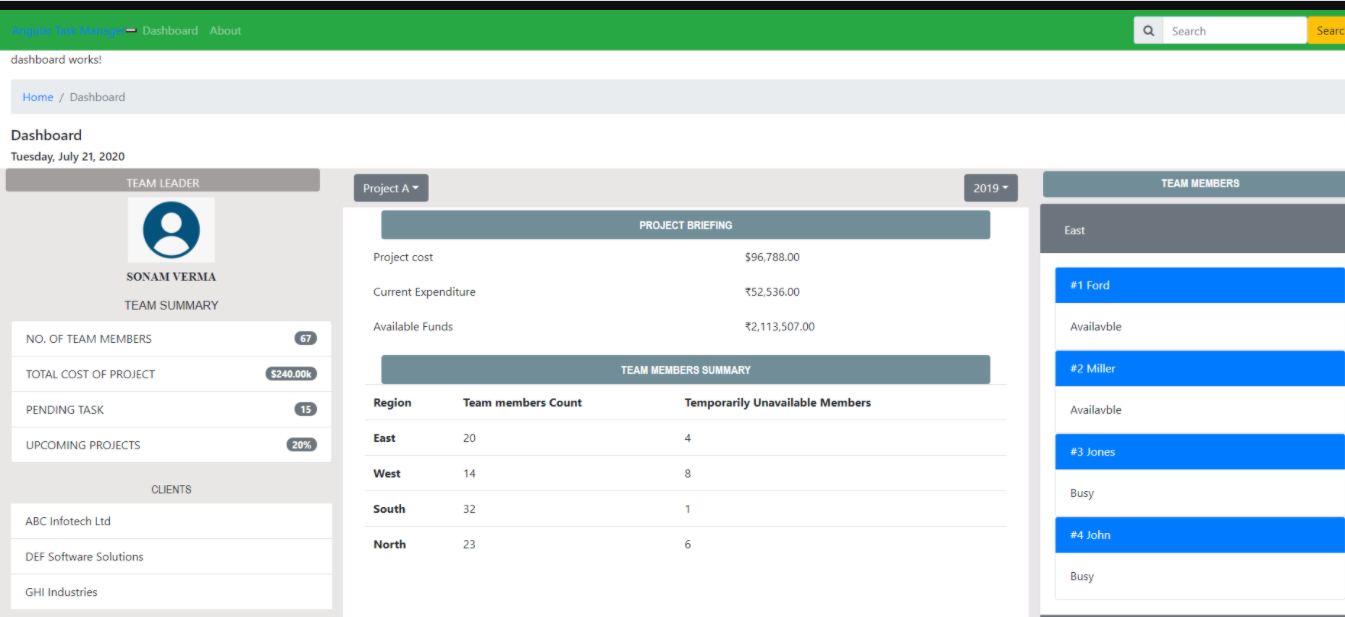 Angular Task Manager Dashboard About Search Searc
dashboard works!
Home / Dashboard
Dashboard
Tuesday, July 21, 2020
TEAM LEADER
SONAM VERMA
TEAM SUMMARY
NO. OF TEAM MEMBERS 67
TOTAL COST OF PROJECT $240.00k
PENDING TASK 15
UPCOMING PROJECTS 20%
CLIENTS
ABC Infotech Ltd
DEF Software Solutions
GHI Industries
Project A 2019
PROJECT BRIEFING
Project cost $96,788.00
Current Expenditure ₹52,536.00
Available Funds ₹2,113,507.00
TEAM MEMBERS SUMMARY
Region Team members Count Temporarily Unavailable Members
East 20 4
West 14 8
South 32 1
North 23 6
TEAM MEMBERS
East
#1 Ford
Availavble
#2 Miller
Availavble
#3 Jones
Busy
#4 John
Busy